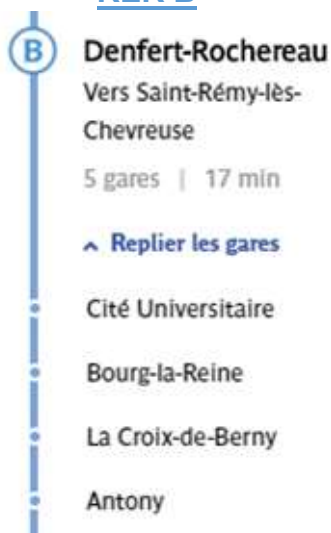 RER B
B
Denfert-Rochereau
Vers Saint-Rémy-lès-
Chevreuse
5 gares | 17 min
Replier les gares
Cité Universitaire
Bourg-la-Reine
La Croix-de-Berny
Antony